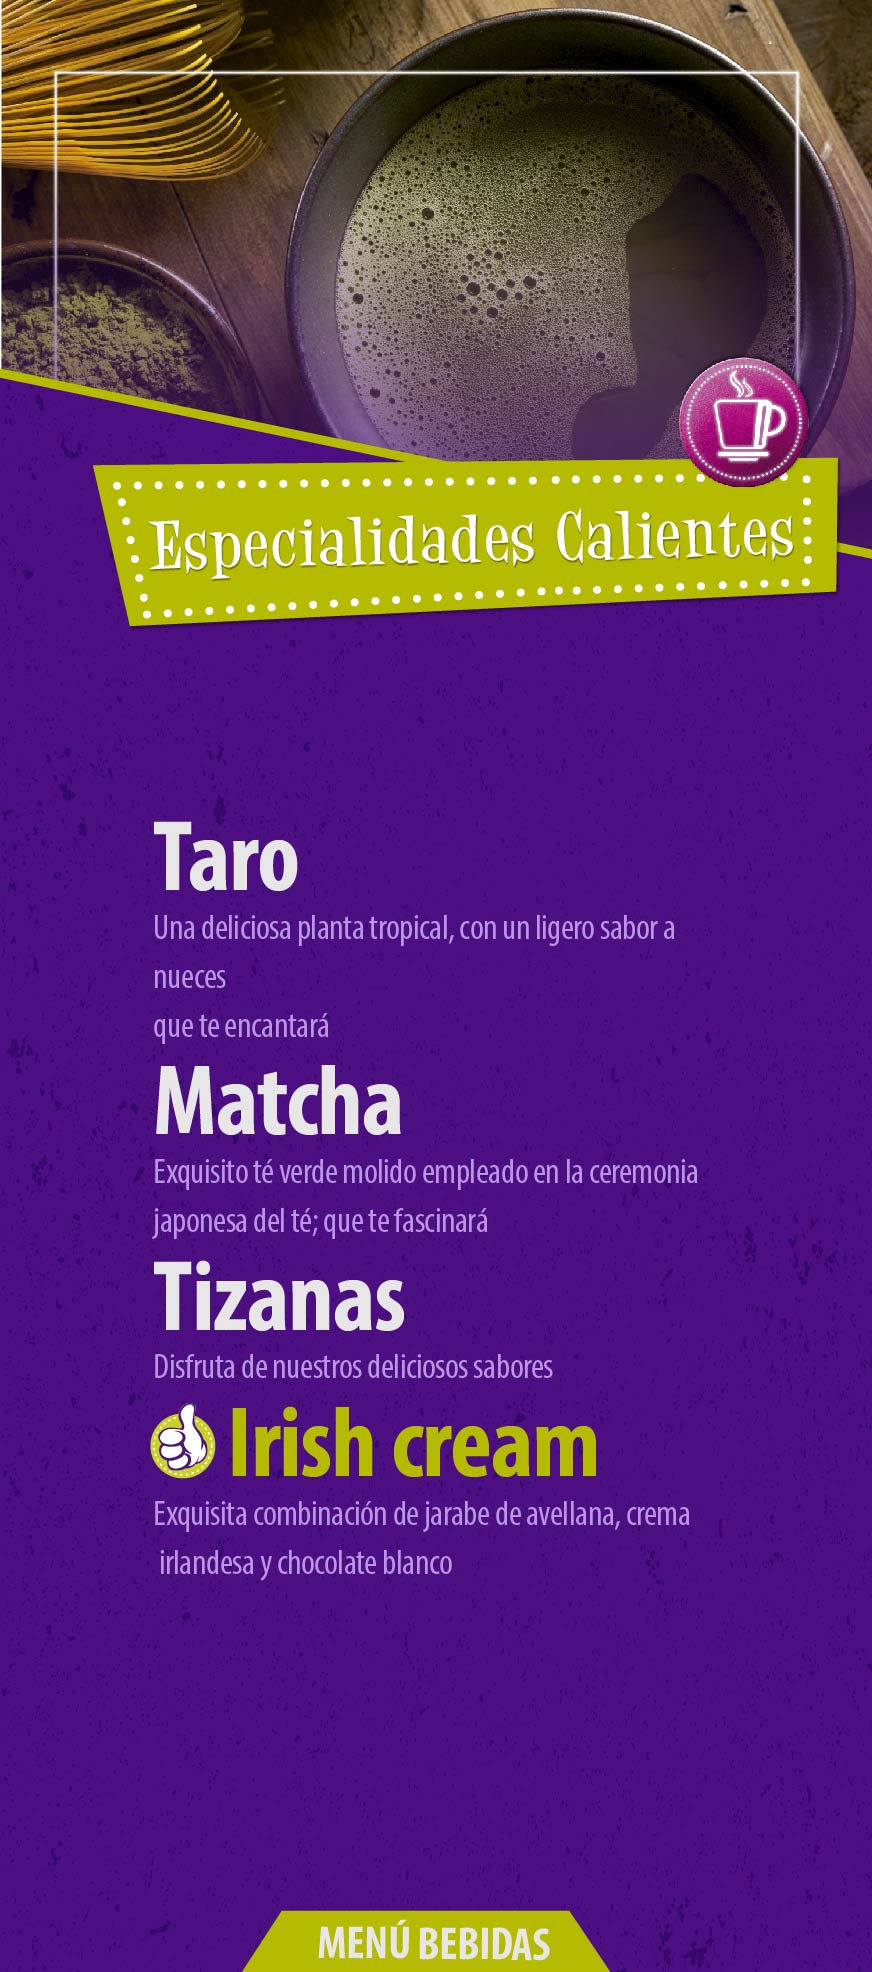 Especialidades Calientes
Taro
Una deliciosa planta tropical, con un ligero sabor a
nueces
que te encantará
Matcha
Exquisito té verde molido empleado en la ceremonia
japonesa del té; que te fascinará
Tizanas
Disfruta de nuestros deliciosos sabores
Irish cream
Exquisita combinación de jarabe de avellana, crema
irlandesa y chocolate blanco
MENÚ BEBIDAS